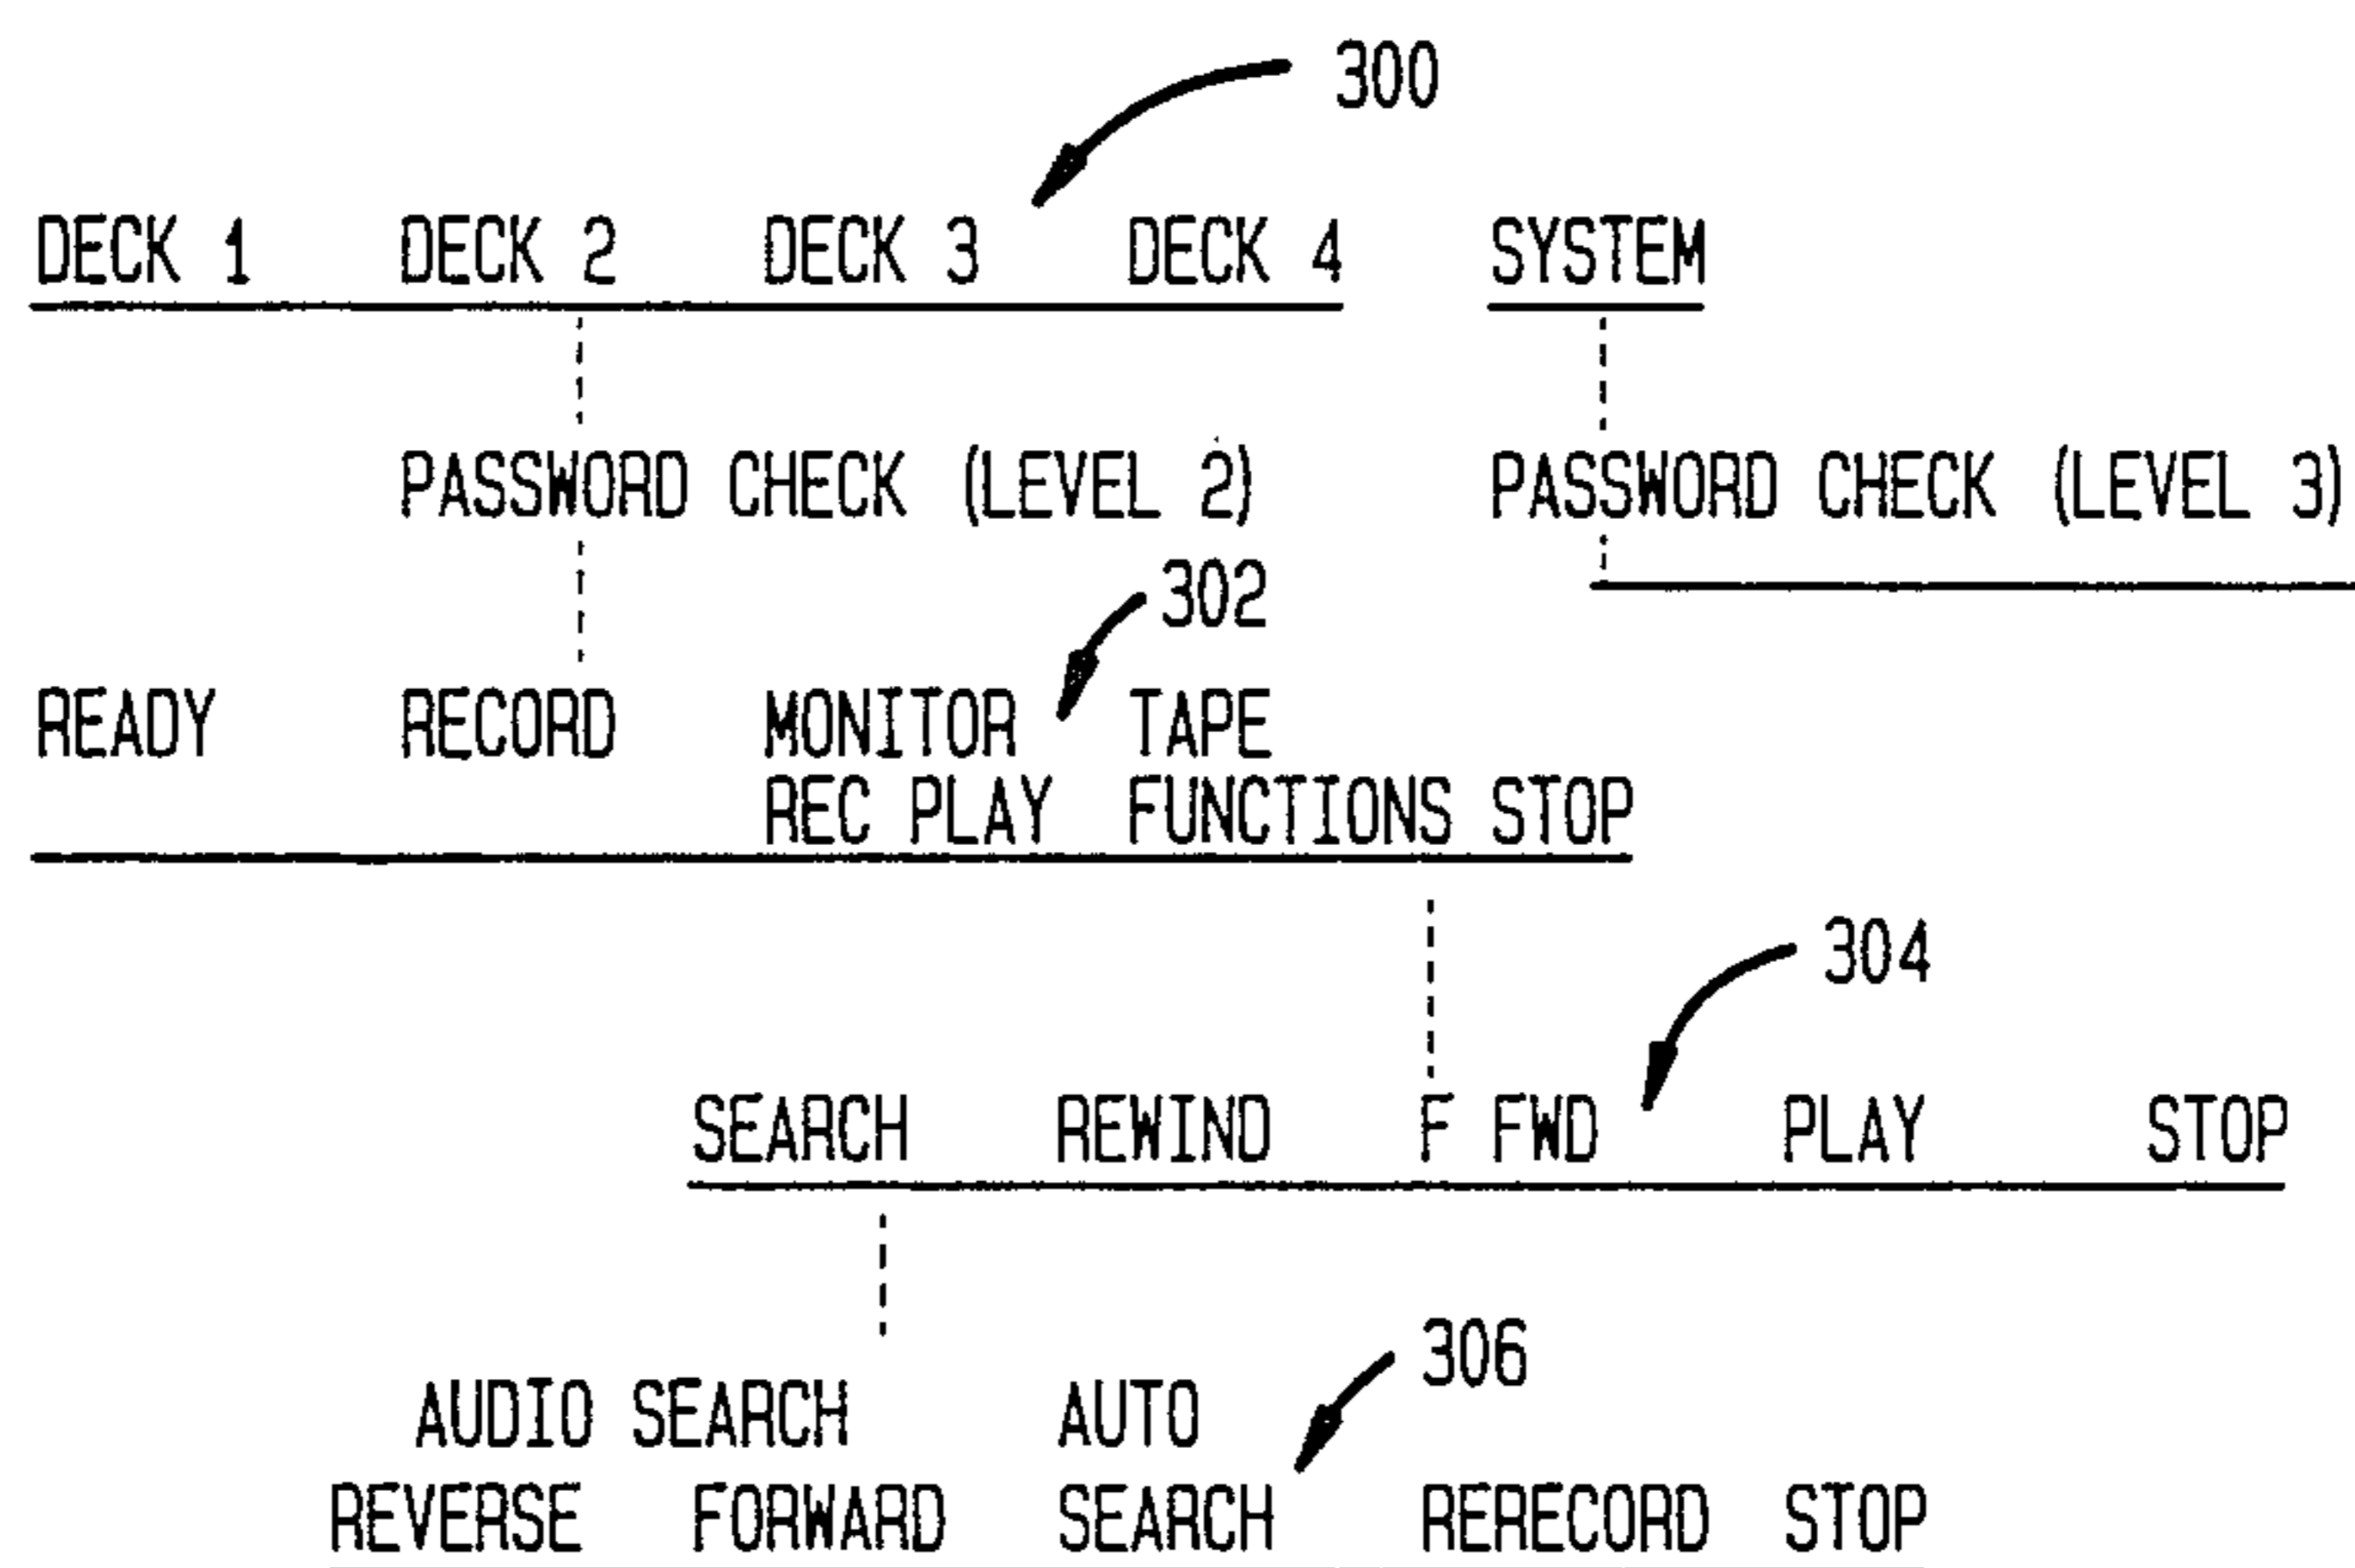 300
DECK 1 DECK 2 DECK 3 DECK 4 SYSTEM
PASSWORD CHECK (LEVEL 2) PASSWORD CHECK (LEVEL 3)
302
READY RECORD MONITOR TAPE
REC PLAY FUNCTIONS STOP
304
SEARCH REWIND F FWD PLAY STOP
306
AUDIO SEARCH AUTO
REVERSE FORWARD SEARCH RERECORD STOP